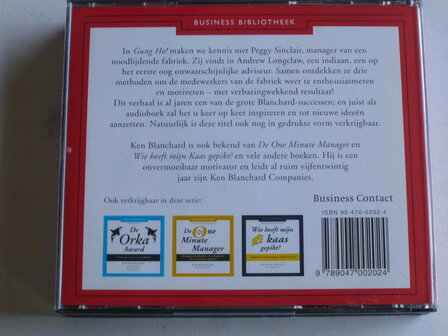 BUSINESS BIBLIOTHEEK
In Gung Ho! maken we kennis met Peggy Sinclair, manager van een
noodlijdende fabriek. Zij vindt in Andrew Longclaw, een indiaan, een op
het eerste oog onwaarschijnlijke adviseur. Samen ontdekken ze drie
methoden om de medewerkers van de fabriek weer te enthousiasmeren
en motiveren – met verbazingwekkend resultaat!
Dit verhaal is al jaren een van de grote Blanchard-successen; en juist als
audioboek zal het u keer op keer inspireren en tot nieuwe ideeën
aanzetten. Natuurlijk is deze titel ook nog in gedrukte vorm verkrijgbaar.
Ken Blanchard is ook bekend van De One Minute Manager en
Wie heeft mijn Kaas gepikt? en vele andere boeken. Hij is een
onvermoeibaar motivator en leidt al ruim vijfentwintig
jaar zijn Ken Blanchard Companies.
Ook verkrijgbaar in deze serie:
Business Contact
ISBN 90-470-0202-4
De
Orka
Award
De One
Minute
Manager
Wie heeft mijn
kaas
gepikt?
9 789047 002024